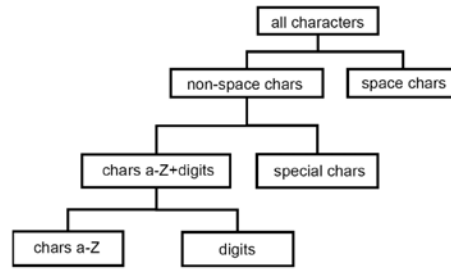 all characters
non-space chars
space chars
chars a-Z+digits
special chars
chars a-Z
digits